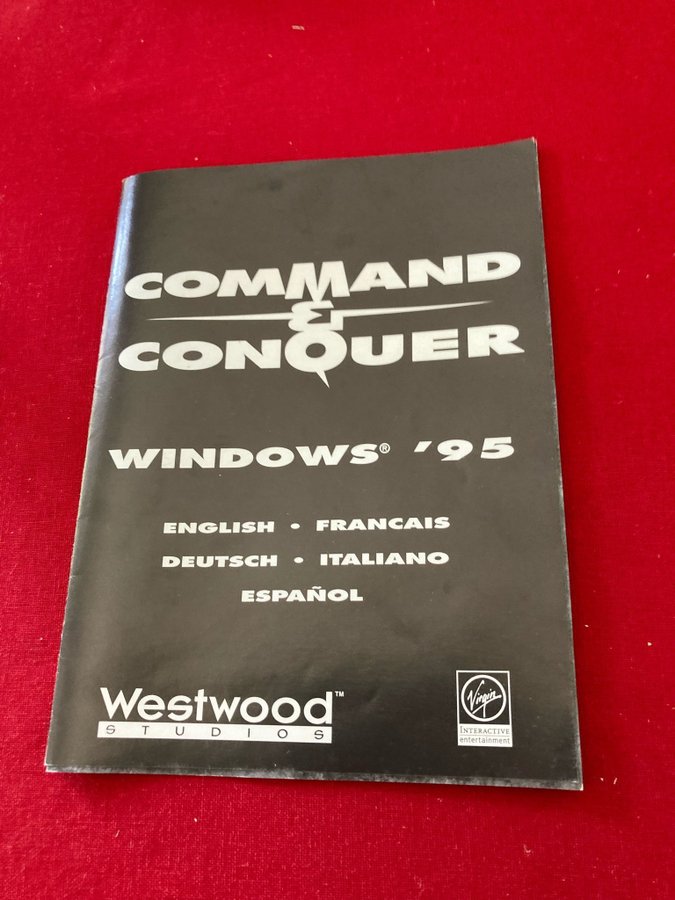 COMMAND
&
CONQUER
WINDOWS® '95
ENGLISH • FRANCAIS
DEUTSCH • ITALIANO
ESPAÑOL
Westwood™
STUDIOS
Virgin
INTERACTIVE
entertainment